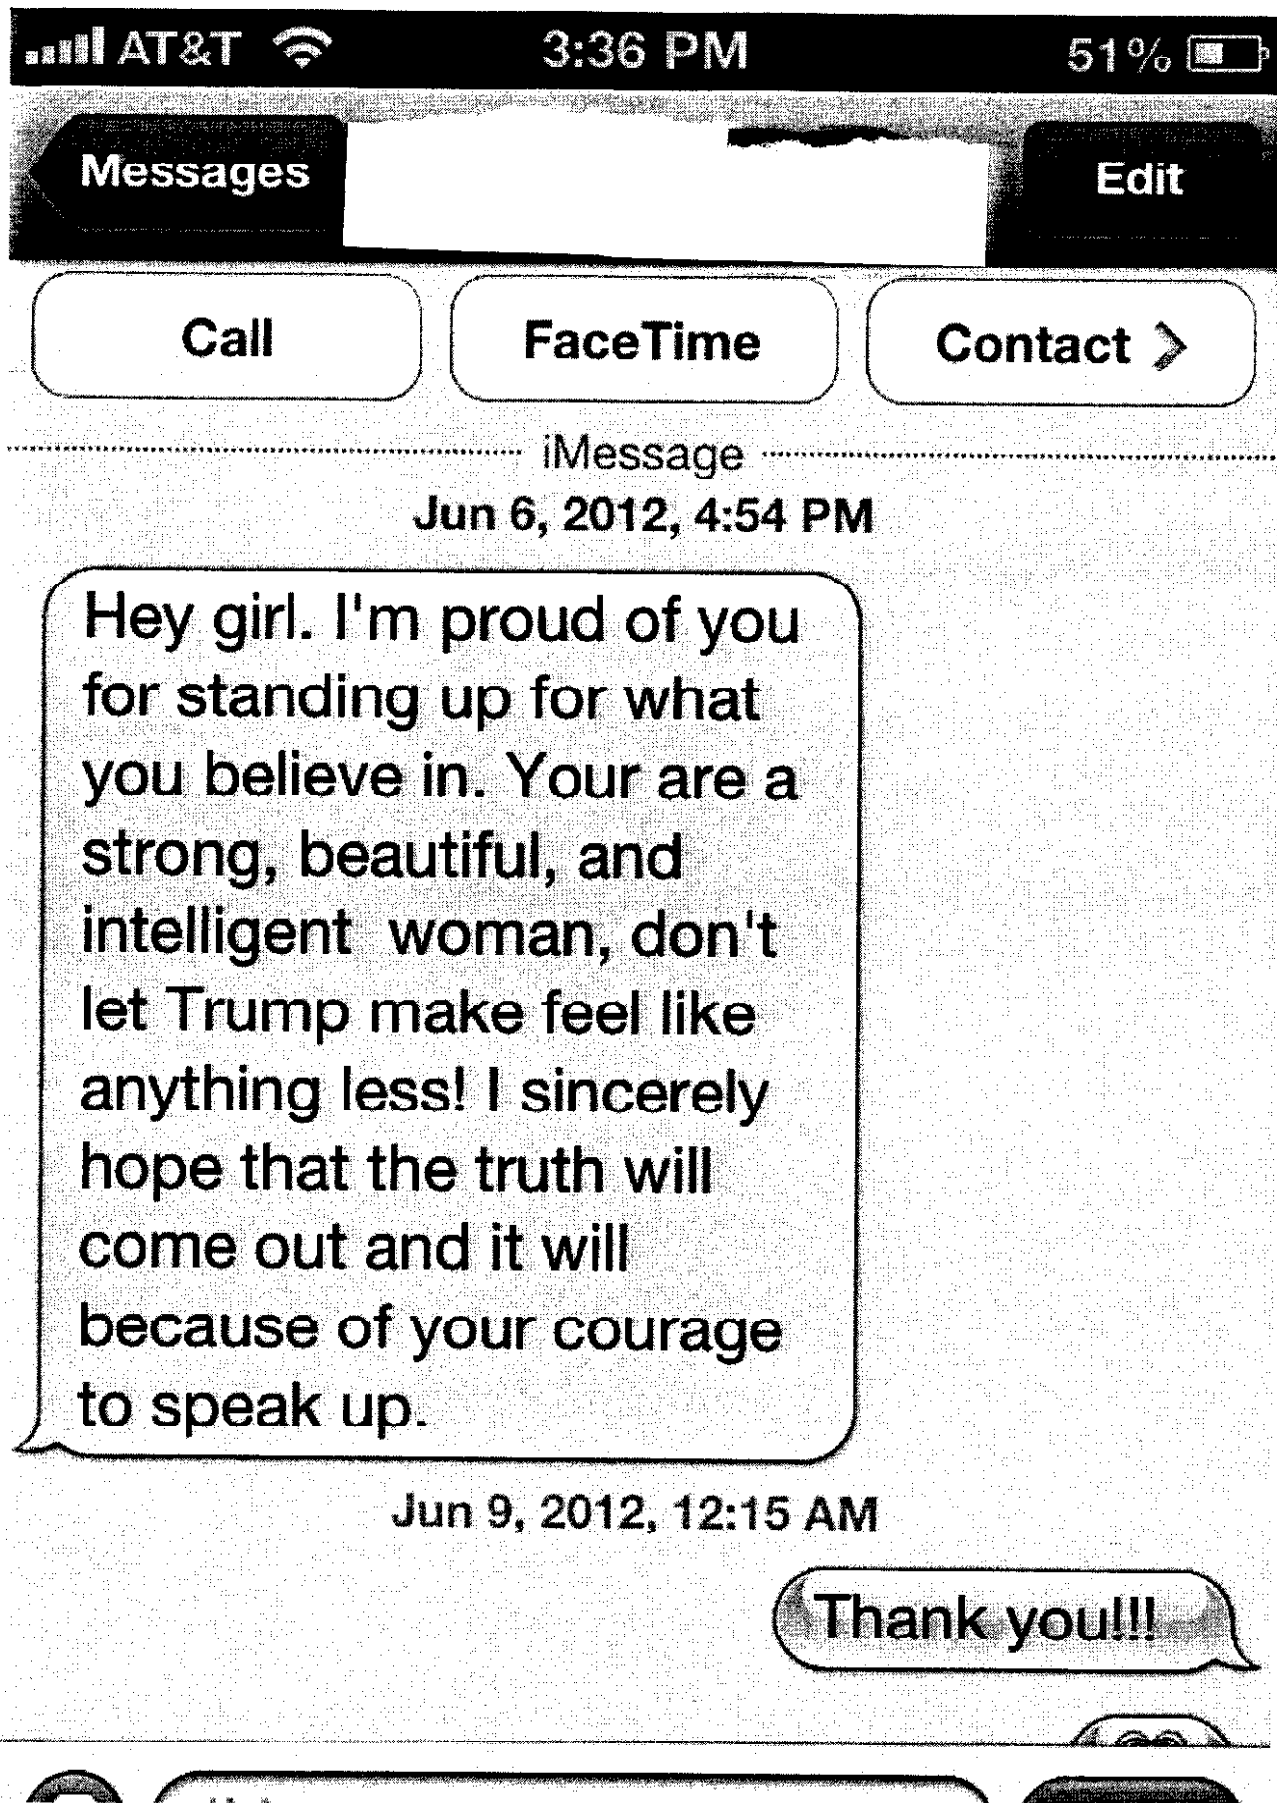 AT&T 3:36 PM 51%
Messages Edit
Call FaceTime Contact
iMessage
Jun 6, 2012, 4:54 PM
Hey girl. I'm proud of you
for standing up for what
you believe in. Your are a
strong, beautiful, and
intelligent  woman, don't
let Trump make feel like
anything less! I sincerely
hope that the truth will
come out and it will
because of your courage
to speak up.
Jun 9, 2012, 12:15 AM
Thank you!!!